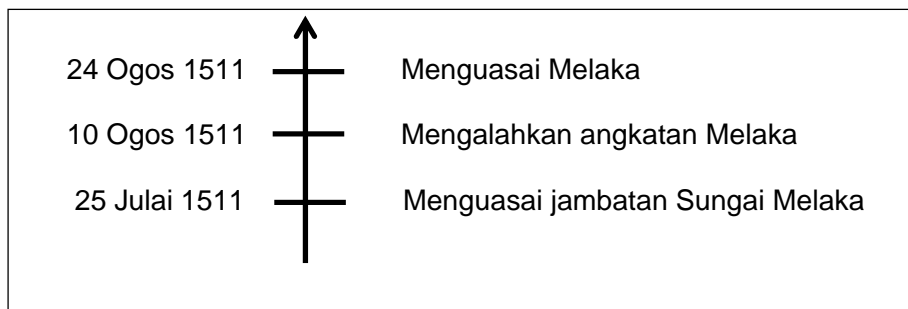 24 Ogos 1511 Menguasai Melaka
10 Ogos 1511 Mengalahkan angkatan Melaka
25 Julai 1511 Menguasai jambatan Sungai Melaka